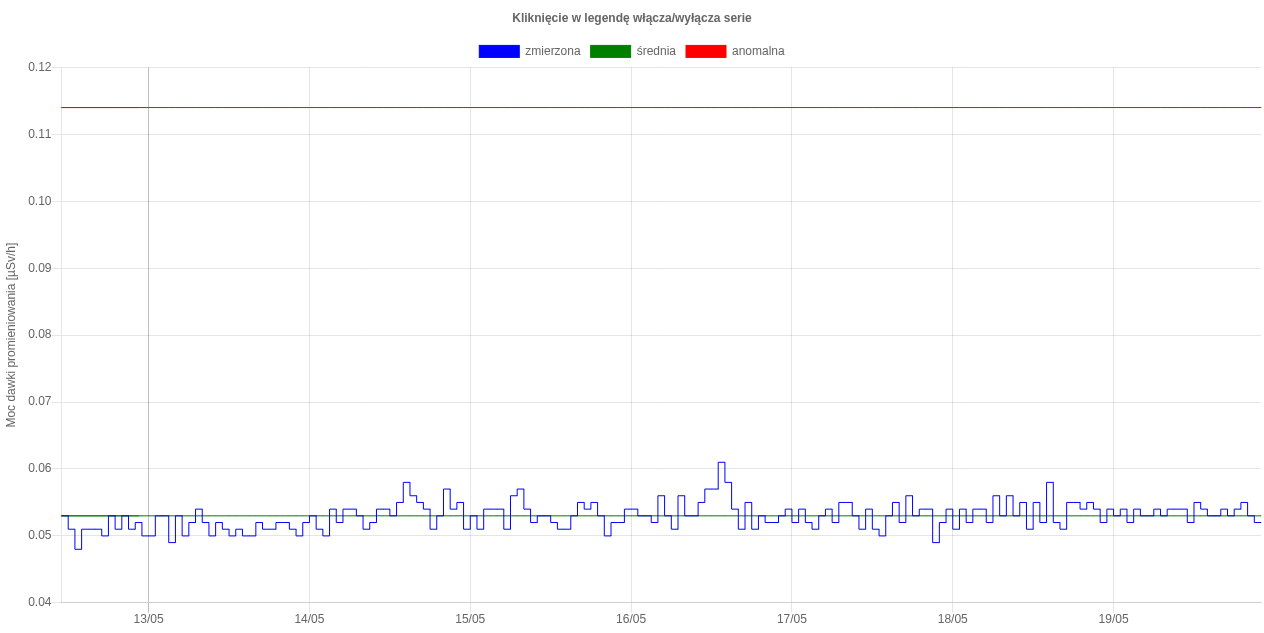 Kliknięcie w legendę włącza/wyłącza serie
zmierzona średnia anomalna
Moc dawki promieniowania [µSv/h]
0.12
0.11
0.10
0.09
0.08
0.07
0.06
0.05
0.04
13/05 14/05 15/05 16/05 17/05 18/05 19/05